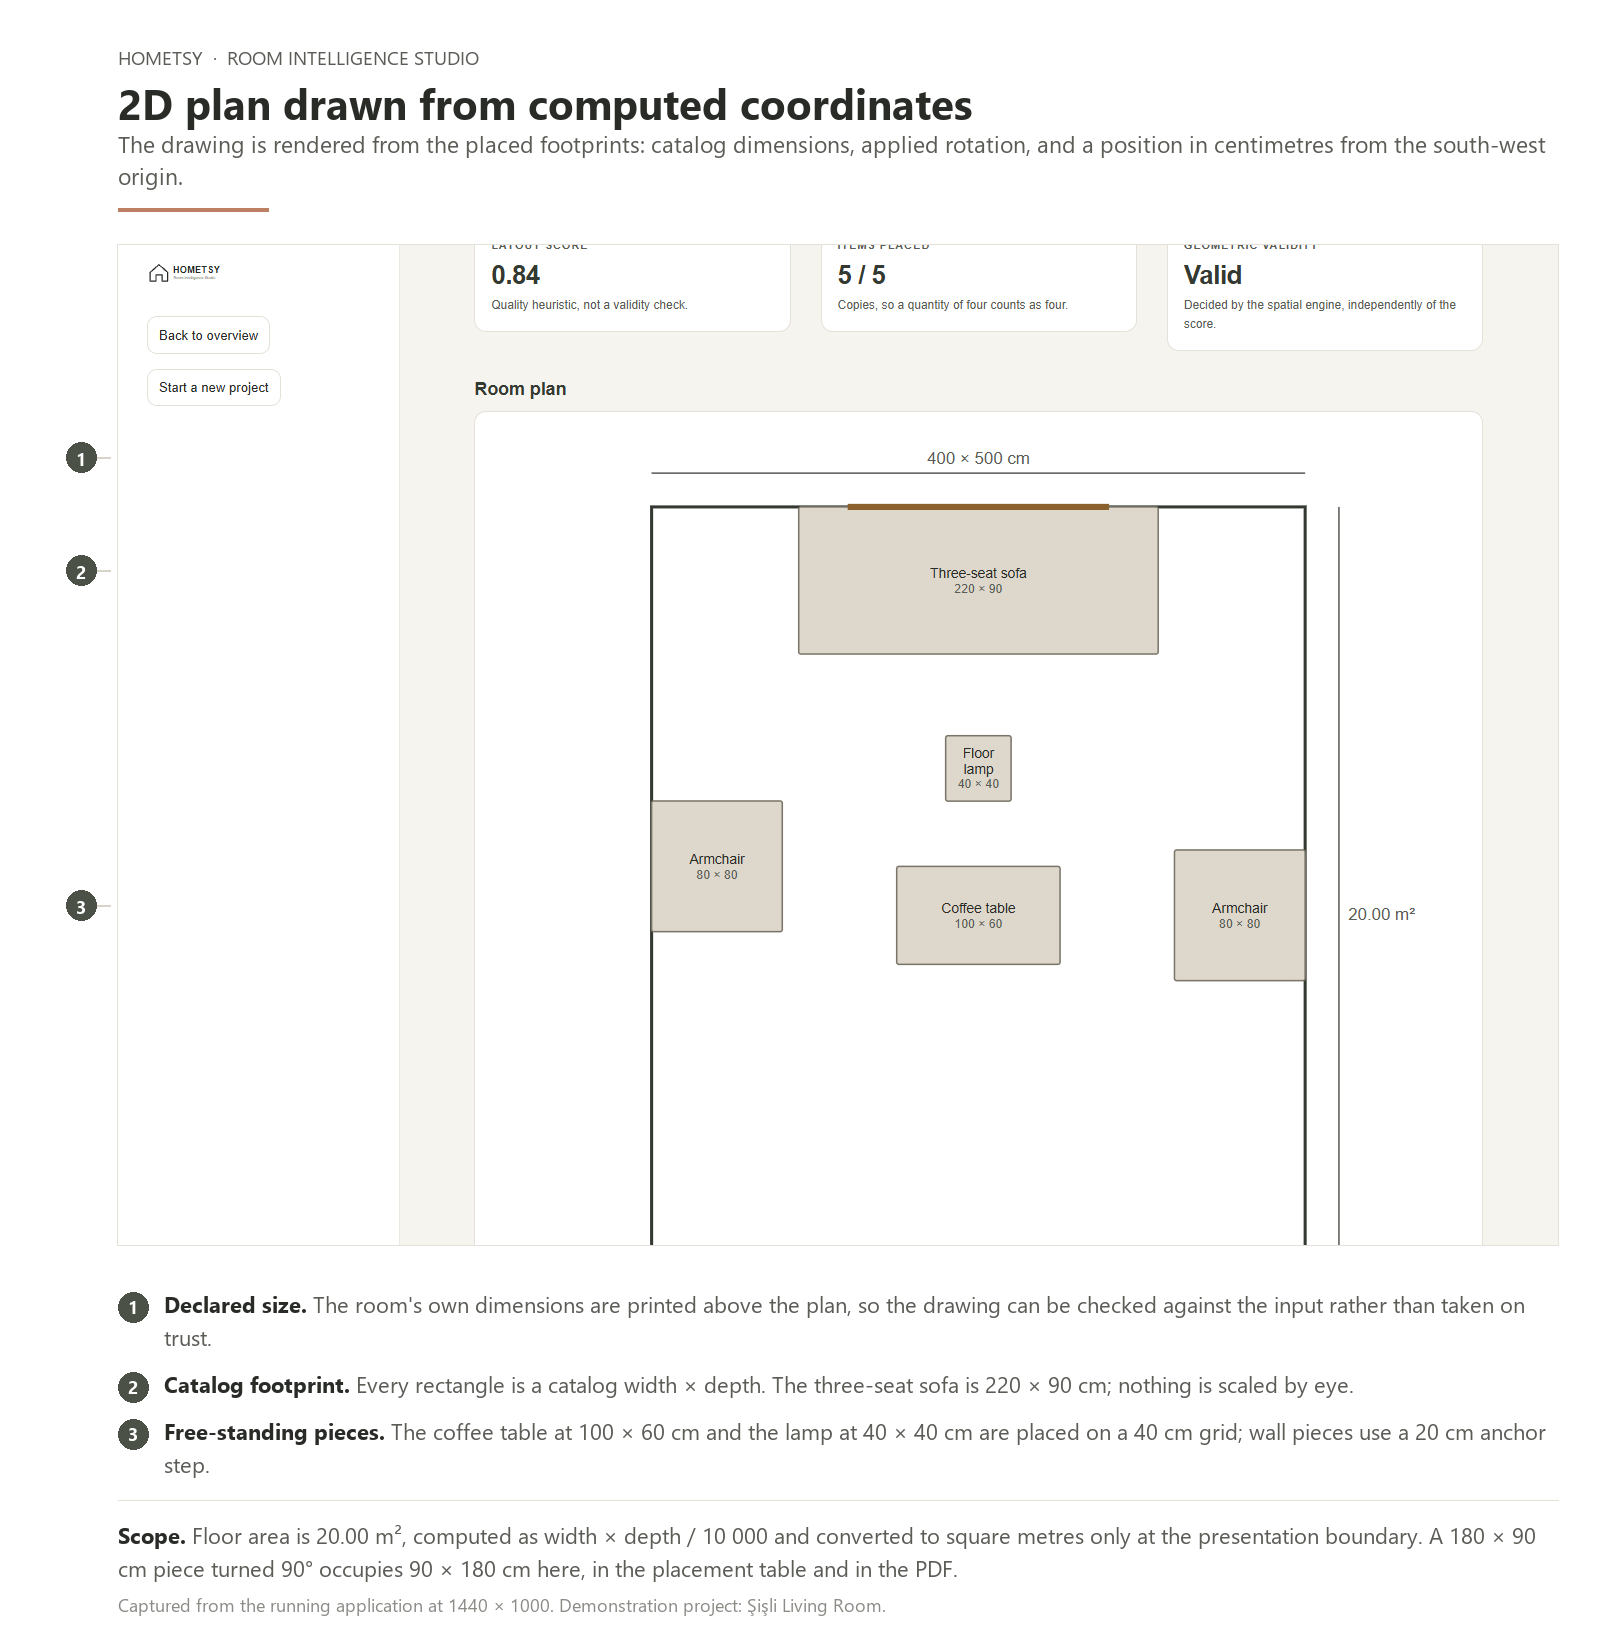 HOMETSY · ROOM INTELLIGENCE STUDIO
2D plan drawn from computed coordinates
The drawing is rendered from the placed footprints: catalog dimensions, applied rotation, and a position in centimetres from the south-west
origin.
HOMETSY
Room Intelligence Studio
Back to overview
Start a new project
LAYOUT SCORE
0.84
Quality heuristic, not a validity check.
ITEMS PLACED
5 / 5
Copies, so a quantity of four counts as four.
GEOMETRIC VALIDITY
Valid
Decided by the spatial engine, independently of the
score.
Room plan
1
2
3
400 × 500 cm
Three-seat sofa
220 × 90
Floor
lamp
40 × 40
Armchair
80 × 80
Coffee table
100 × 60
Armchair
80 × 80
20.00 m²
1 Declared size. The room's own dimensions are printed above the plan, so the drawing can be checked against the input rather than taken on
trust.
2 Catalog footprint. Every rectangle is a catalog width × depth. The three-seat sofa is 220 × 90 cm; nothing is scaled by eye.
3 Free-standing pieces. The coffee table at 100 × 60 cm and the lamp at 40 × 40 cm are placed on a 40 cm grid; wall pieces use a 20 cm anchor
step.
Scope. Floor area is 20.00 m², computed as width × depth / 10 000 and converted to square metres only at the presentation boundary. A 180 × 90
cm piece turned 90° occupies 90 × 180 cm here, in the placement table and in the PDF.
Captured from the running application at 1440 × 1000. Demonstration project: Şişli Living Room.